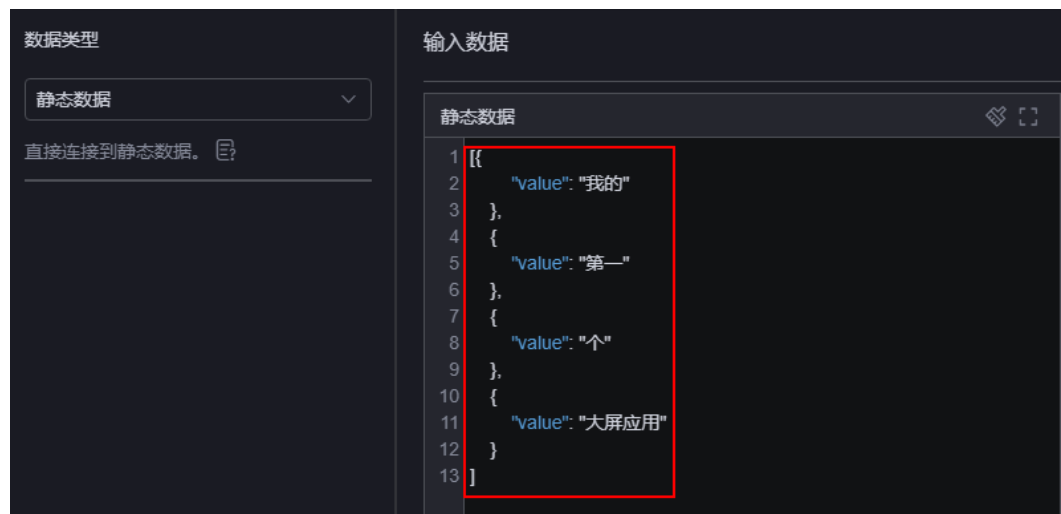 数据类型
静态数据
直接连接到静态数据。
输入数据
静态数据
1 [{
2 "value": "我的"
3 },
4 {
5 "value": "第一"
6 },
7 {
8 "value": "个"
9 },
10 {
11 "value": "大屏应用"
12 }
13 ]